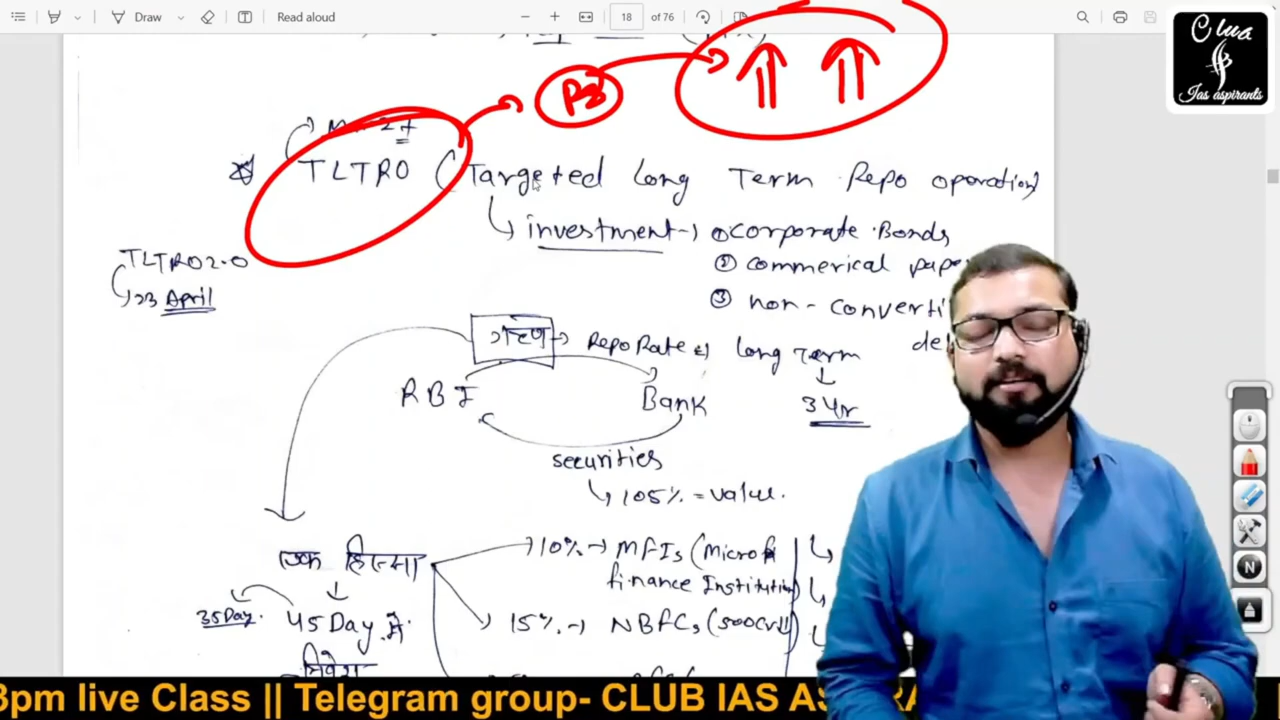 Draw
Read aloud
18 of 76
Club
Ias aspirants
TLTRO (Targeted Long Term Repo operation)
investment → ① corporate Bonds
② commerical
③ non-
TLTRO 2.0
23 April
Repo Rate Long Term
RBI Bank 3 yr
securities
105% = value.
एक हिस्सा
10% → MFIs (Micro
finance Institution)
35 Day. 45 Day में
15% → NBFCs (500cr
निवेश
N
8pm live Class || Telegram group- CLUB IAS AS